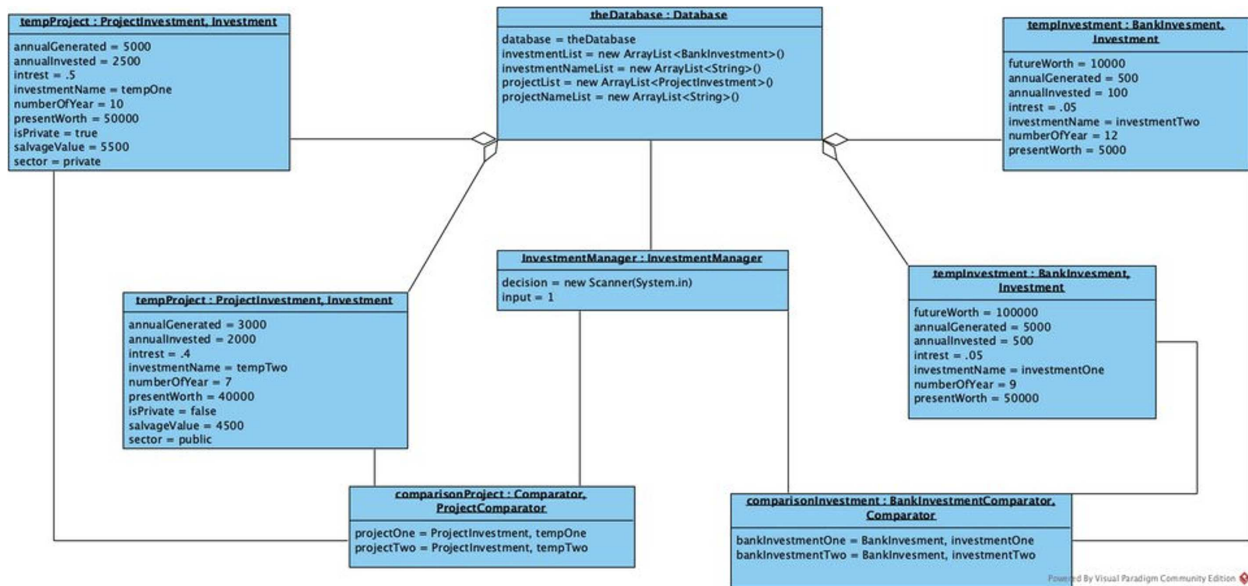 tempProject : ProjectInvestment, Investment
annualGenerated = 5000
annualInvested = 2500
intrest = .5
investmentName = tempOne
numberOfYear = 10
presentWorth = 50000
isPrivate = true
salvageValue = 5500
sector = private
theDatabase : Database
database = theDatabase
investmentList = new ArrayList<BankInvestment>()
investmentNameList = new ArrayList<String>()
projectList = new ArrayList<ProjectInvestment>()
projectNameList = new ArrayList<String>()
tempInvestment : BankInvesment,
Investment
futureWorth = 10000
annualGenerated = 500
annualInvested = 100
intrest = .05
investmentName = investmentTwo
numberOfYear = 12
presentWorth = 5000
tempProject : ProjectInvestment, Investment
annualGenerated = 3000
annualInvested = 2000
intrest = .4
investmentName = tempTwo
numberOfYear = 7
presentWorth = 40000
isPrivate = false
salvageValue = 4500
sector = public
InvestmentManager : InvestmentManager
decision = new Scanner(System.in)
input = 1
tempInvestment : BankInvesment,
Investment
futureWorth = 100000
annualGenerated = 5000
annualInvested = 500
intrest = .05
investmentName = investmentOne
numberOfYear = 9
presentWorth = 50000
comparisonProject : Comparator,
ProjectComparator
projectOne = ProjectInvestment, tempOne
projectTwo = ProjectInvestment, tempTwo
comparisonInvestment : BankInvestmentComparator,
Comparator
bankInvestmentOne = BankInvesment, investmentOne
bankInvestmentTwo = BankInvesment, investmentTwo
Powered By Visual Paradigm Community Edition